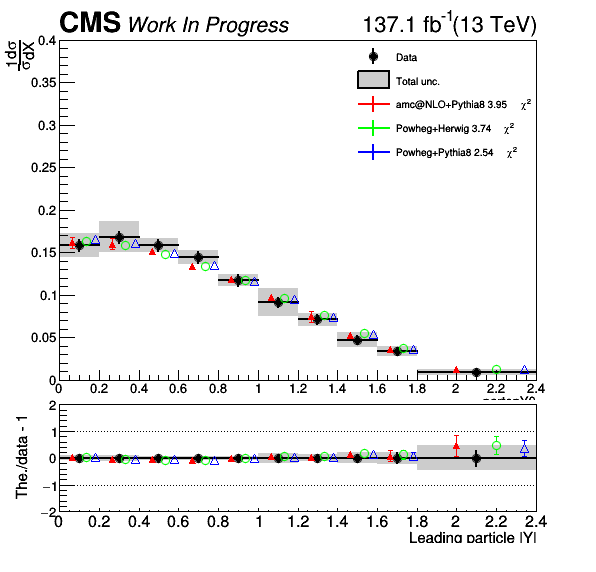 CMS Work In Progress 137.1 fb-1(13 TeV)
1dσ
σdX
Data
Total unc.
amc@NLO+Pythia8 3.95 χ2
Powheg+Herwig 3.74 χ2
Powheg+Pythia8 2.54 χ2
0.4
0.35
0.3
0.25
0.2
0.15
0.1
0.05
0
0 0.2 0.4 0.6 0.8 1 1.2 1.4 1.6 1.8 2 2.2 2.4
The./data - 1
2
1
0
−1
−2
0 0.2 0.4 0.6 0.8 1 1.2 1.4 1.6 1.8 2 2.2 2.4
Leading particle |Y|